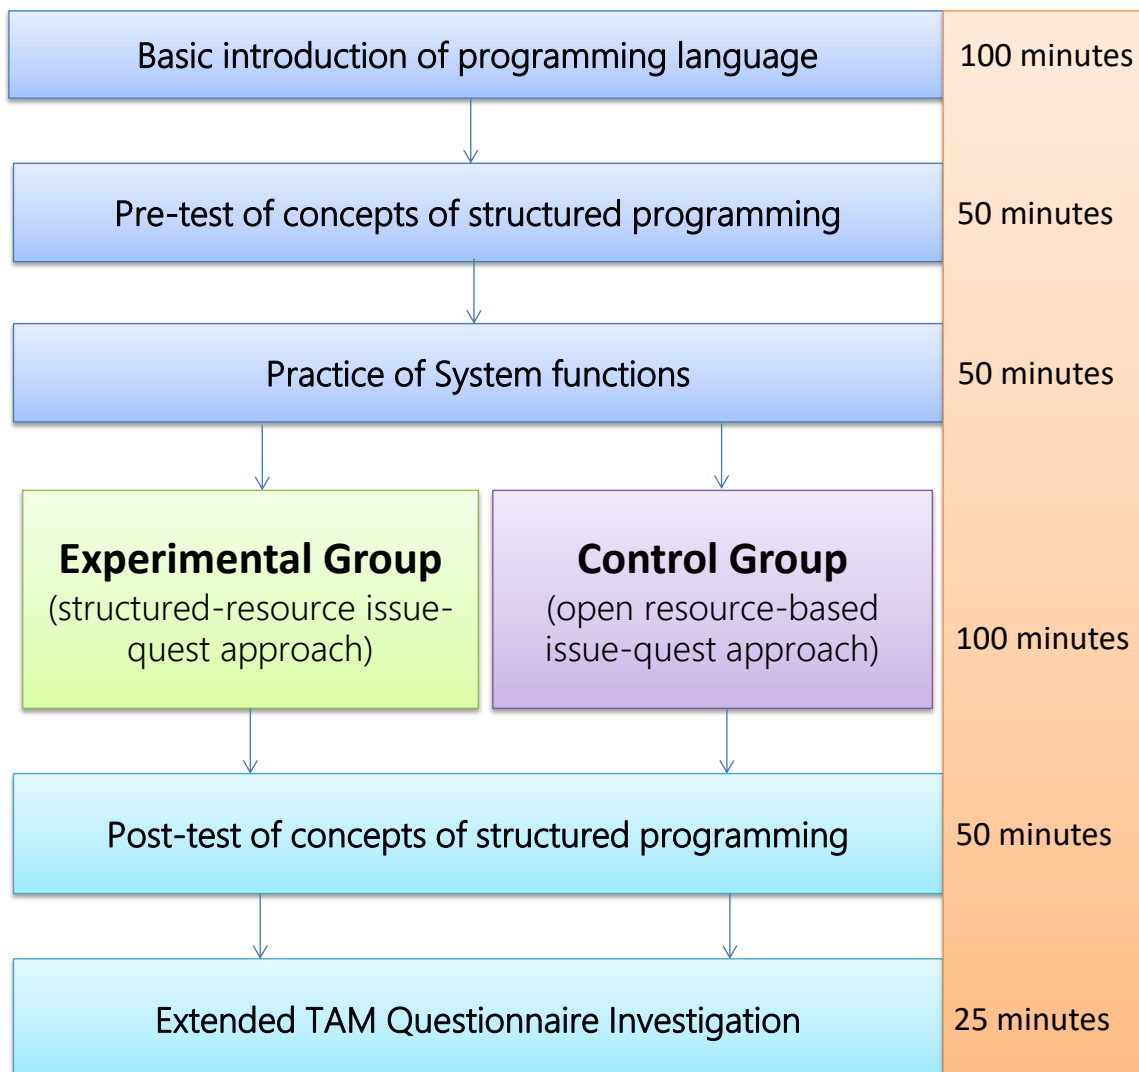 Basic introduction of programming language
100 minutes
Pre-test of concepts of structured programming
50 minutes
Practice of System functions
50 minutes
Experimental Group
(structured-resource issue-
quest approach)
Control Group
(open resource-based
issue-quest approach)
100 minutes
Post-test of concepts of structured programming
50 minutes
Extended TAM Questionnaire Investigation
25 minutes